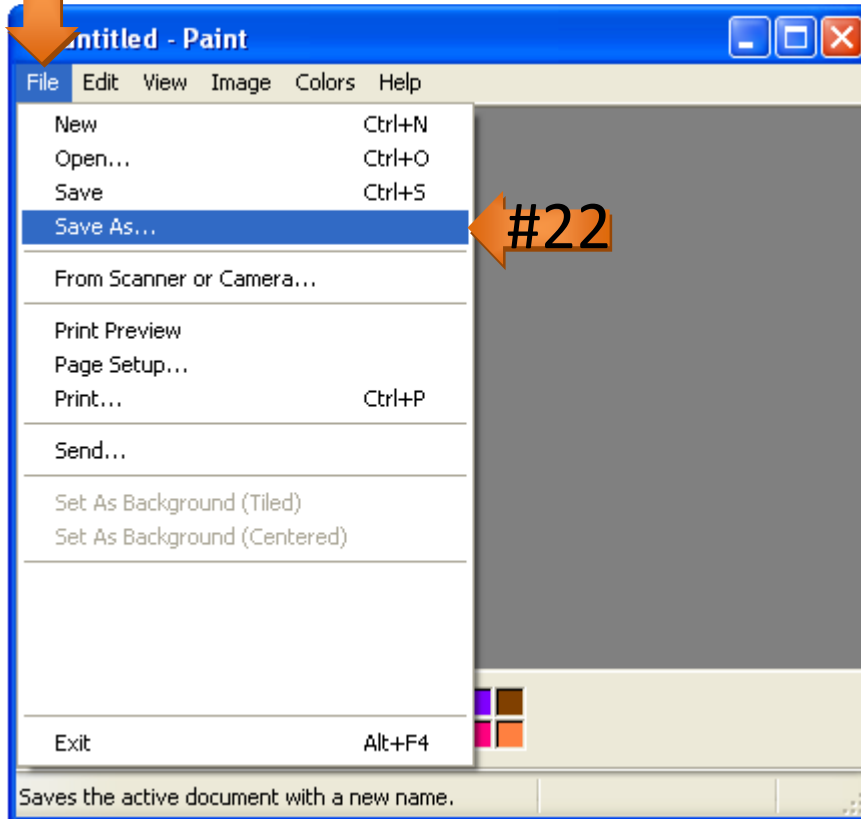 ntitled - Paint
File Edit View Image Colors Help
New Ctrl+N
Open... Ctrl+O
Save Ctrl+S
Save As...
#22
From Scanner or Camera...
Print Preview
Page Setup...
Print... Ctrl+P
Send...
Set As Background (Tiled)
Set As Background (Centered)
Exit Alt+F4
Saves the active document with a new name.